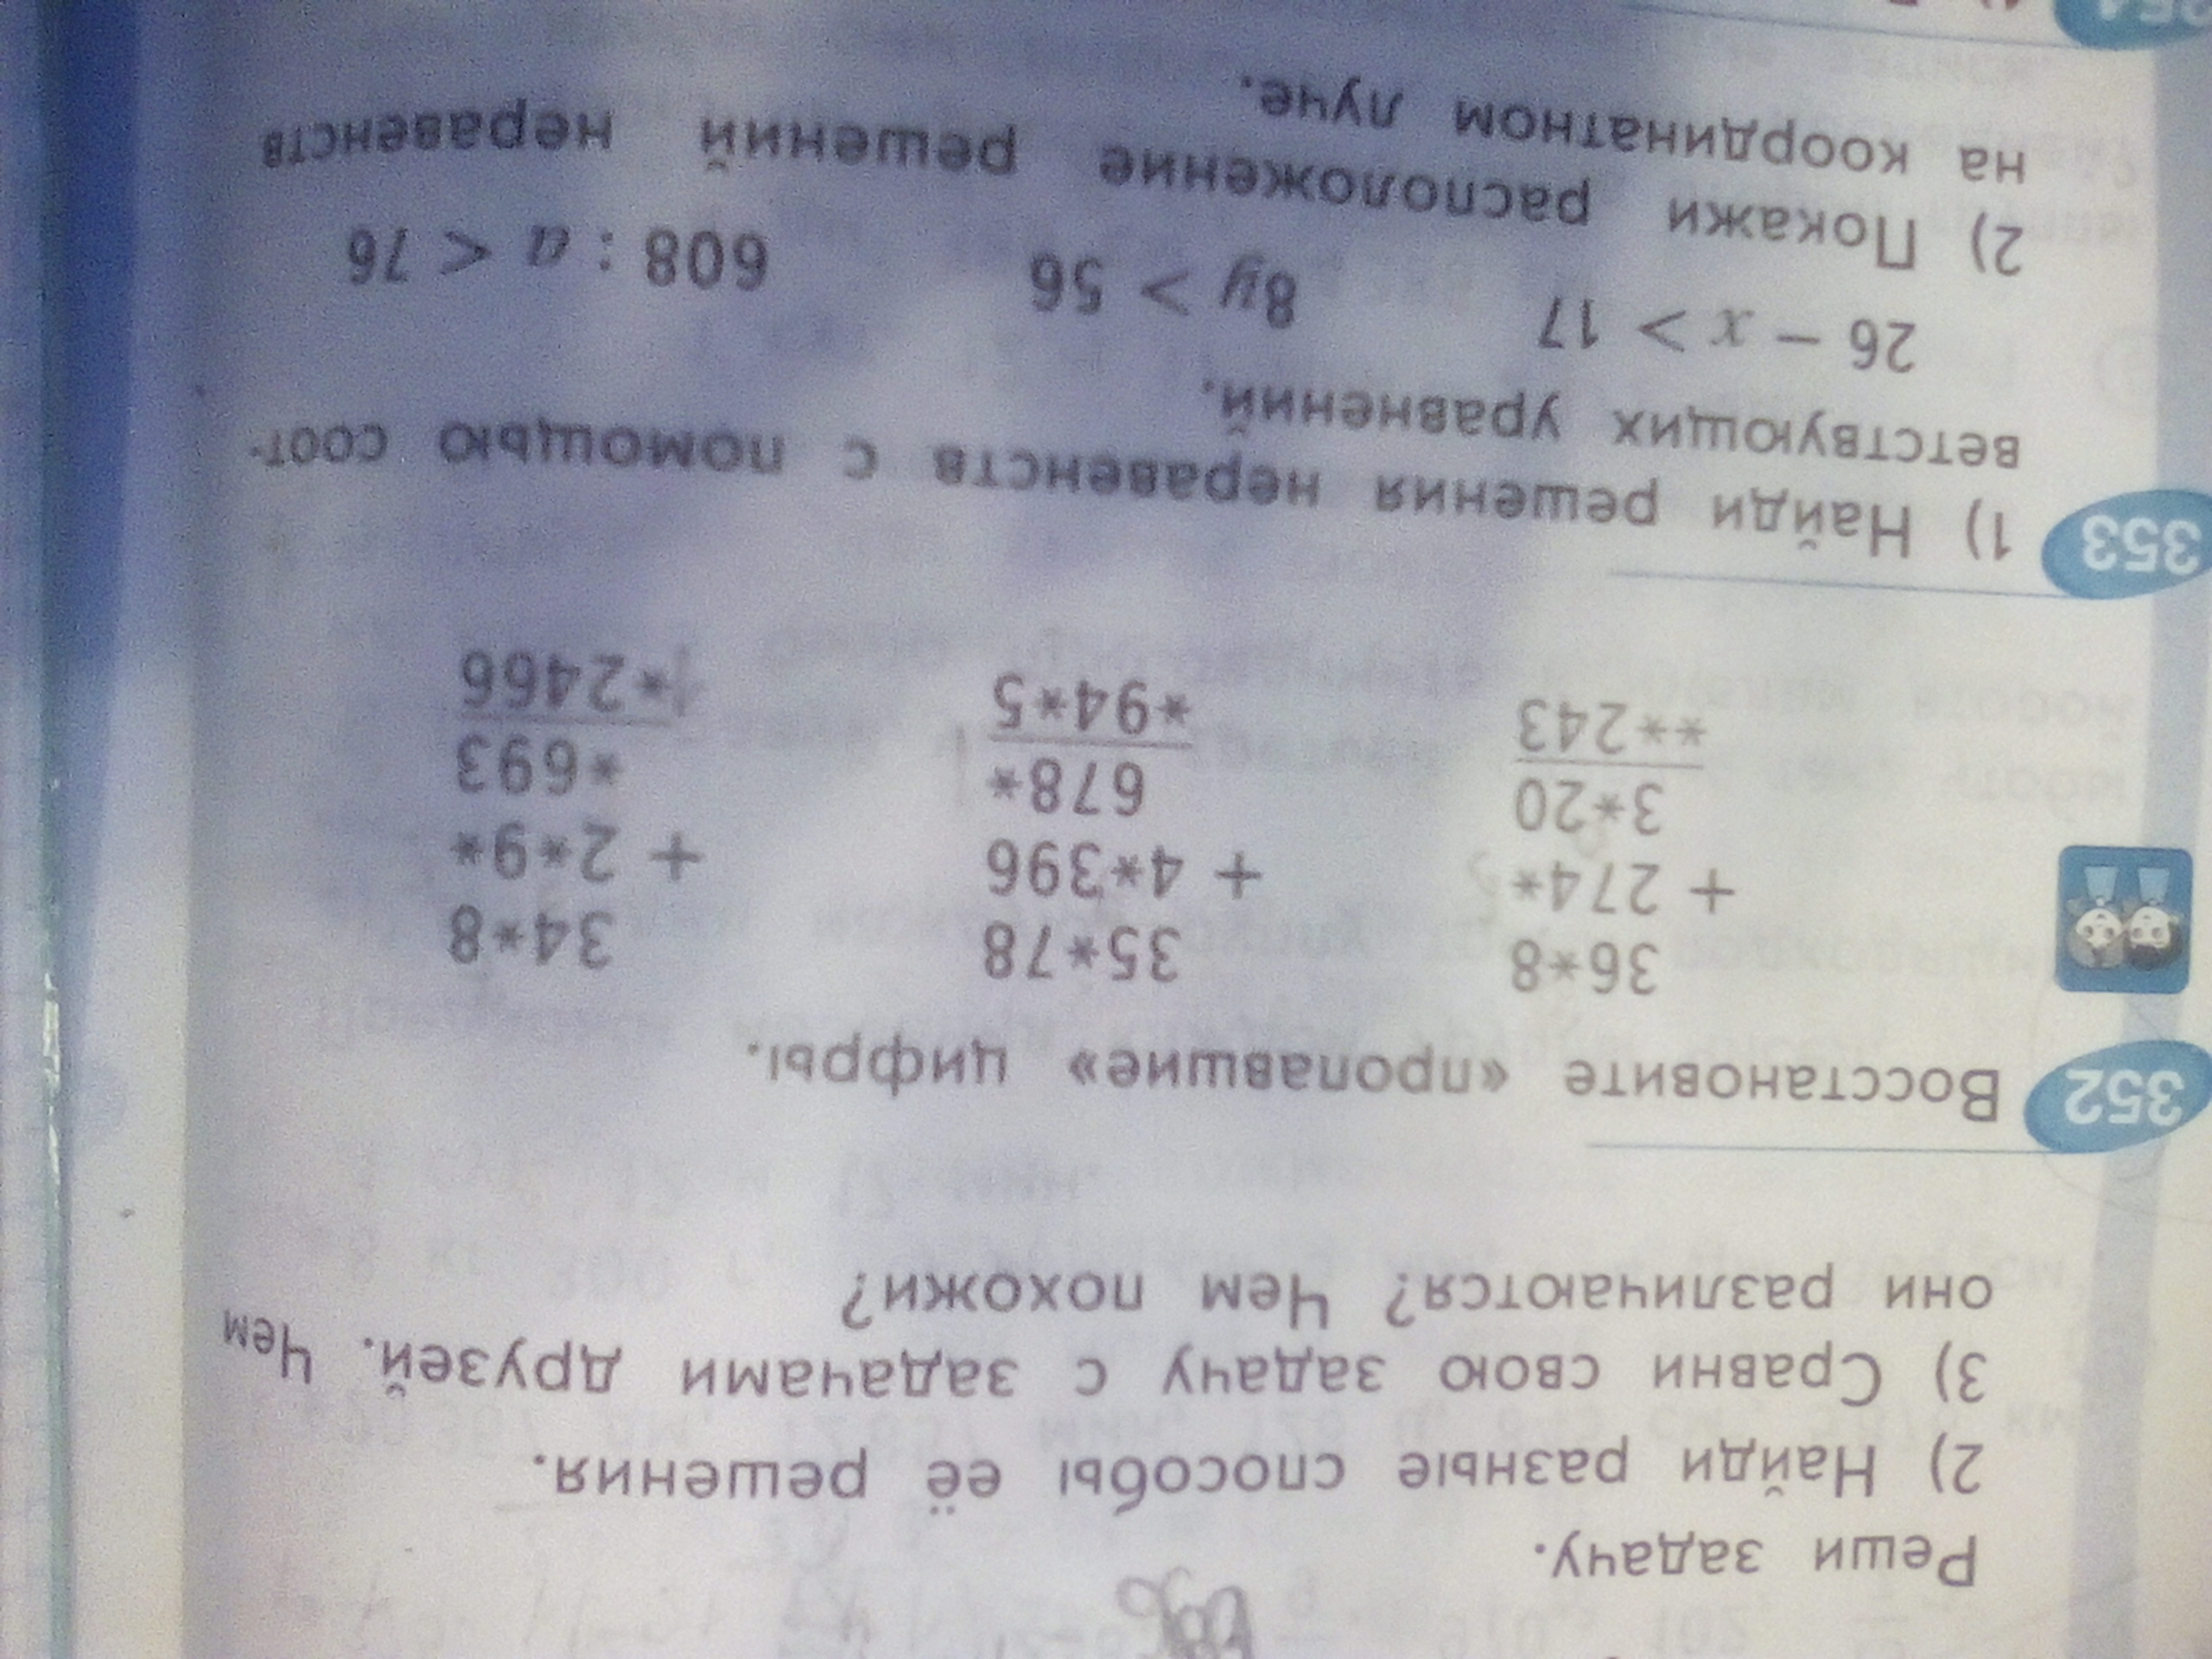 Реши задачу.
2) Найди разные способы её решения.
3) Сравни свою задачу с задачами друзей. Чем
они различаются? Чем похожи?
352 Восстановите «пропавшие» цифры.
36*8 35*78 34*8
+ 274* + 4*396 + 2*9*
3*20 678* *693
**243 *94*5 *2466
353 1) Найди решения неравенств с помощью соот-
ветствующих уравнений.
26 − x > 17 8y > 56 608 : a < 76
2) Покажи расположение решений неравенств
на координатном луче.